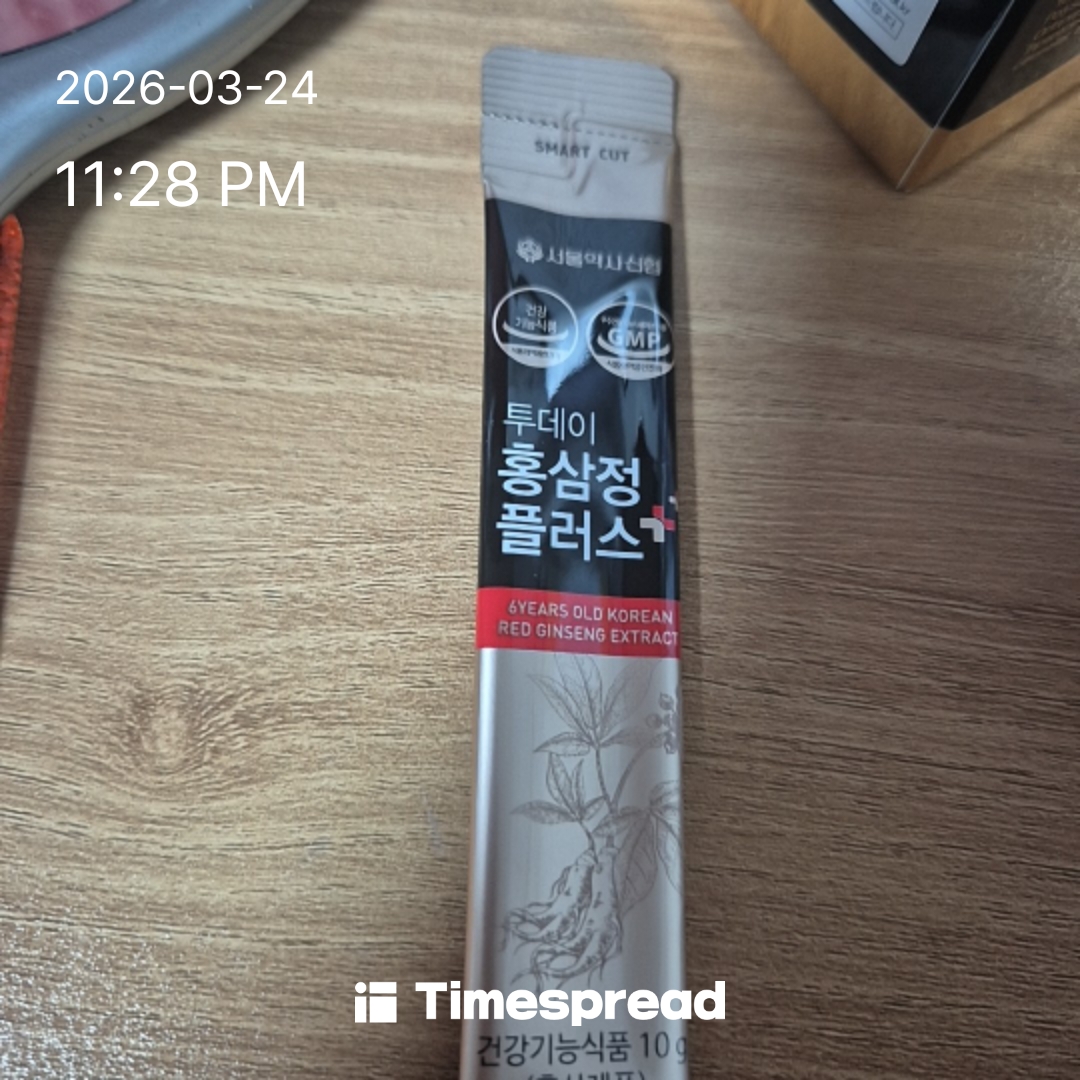 2026-03-24
11:28 PM
SMART CUT
서울약사신협
건강
기능식품
GMP
투데이
홍삼정
플러스
6YEARS OLD KOREAN
RED GINSENG EXTRACT
Timespread
건강기능식품 10 g